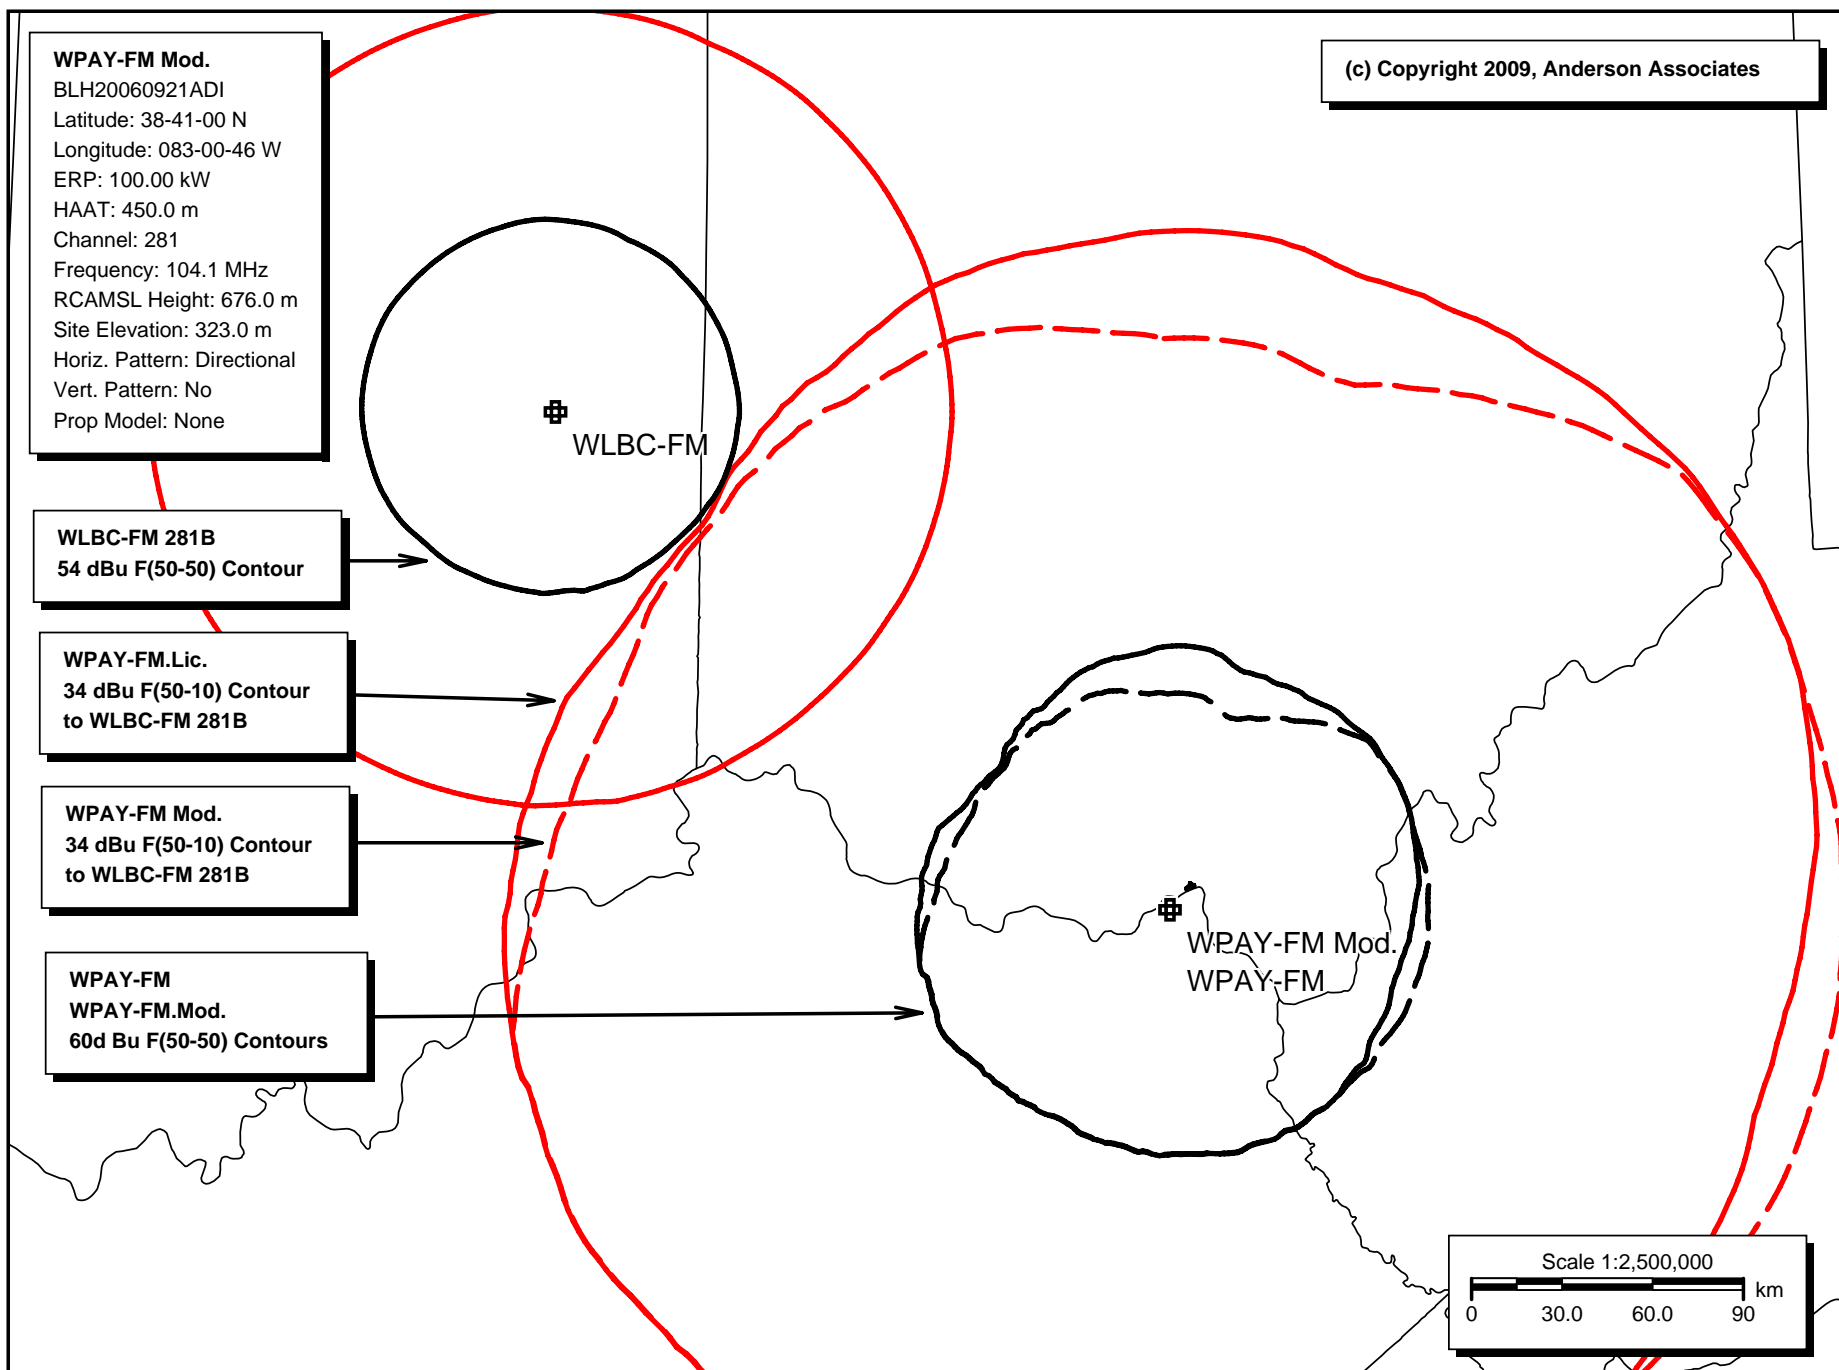 WPAY-FM Mod.
BLH20060921ADI
Latitude: 38-41-00 N
Longitude: 083-00-46 W
ERP: 100.00 kW
HAAT: 450.0 m
Channel: 281
Frequency: 104.1 MHz
RCAMSL Height: 676.0 m
Site Elevation: 323.0 m
Horiz. Pattern: Directional
Vert. Pattern: No
Prop Model: None
(c) Copyright 2009, Anderson Associates
WLBC-FM
WLBC-FM 281B
54 dBu F(50-50) Contour
WPAY-FM.Lic.
34 dBu F(50-10) Contour
to WLBC-FM 281B
WPAY-FM Mod.
34 dBu F(50-10) Contour
to WLBC-FM 281B
WPAY-FM
WPAY-FM.Mod.
60d Bu F(50-50) Contours
WPAY-FM Mod.
WPAY-FM
Scale 1:2,500,000
km
0 30.0 60.0 90